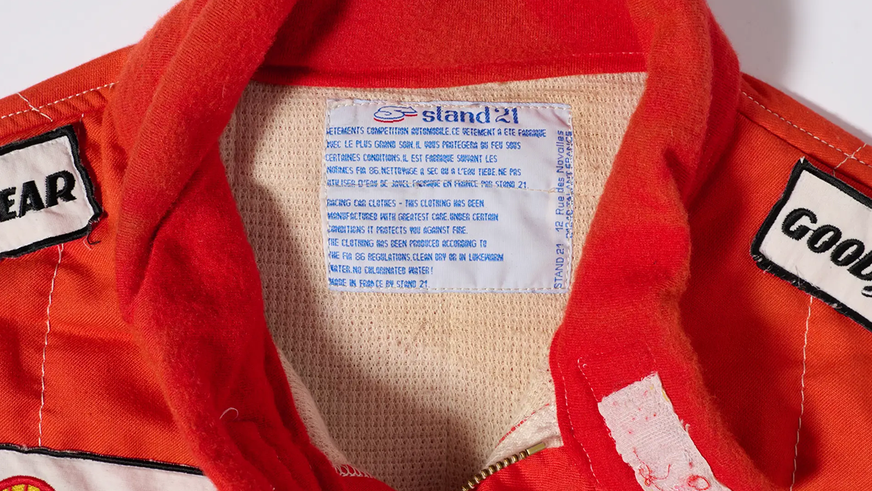 stand 21
VETEMENTS COMPETITION AUTOMOBILE.CE VETEMENT A ETE FABRIQUE
AVEC LE PLUS GRAND SOIN.IL VOUS PROTEGERA DU FEU SOUS
CERTAINES CONDITIONS.IL EST FABRIQUE SUIVANT LES
NORMES FIA 86.NETTOYAGE A SEC OU A L'EAU TIEDE.NE PAS
UTILISER D'EAU DE JAVEL.FABRIQUE EN FRANCE PAR STAND 21
RACING CAR CLOTHES - THIS CLOTHING HAS BEEN
MANUFACTURED WITH GREATEST CARE.UNDER CERTAIN
CONDITIONS IT PROTECTS YOU AGAINST FIRE.
THE CLOTHING HAS BEEN PRODUCED ACCORDING TO
THE FIA 86 REGULATIONS.CLEAN DRY OR IN LUKEWARM
WATER.NO CHLORINATED WATER!
MADE IN FRANCE BY STAND 21
STAND 21 12 Rue des Novalles
FRANCE
EAR
GOOD